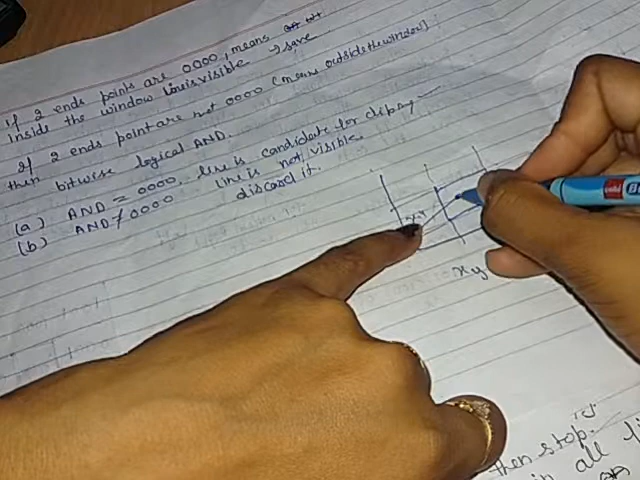 If 2 ends points are 0000, means
inside the window line is visible → save
If 2 ends point are not 0000 (means outside the window)
then bitwise logical AND.
(a) AND = 0000, line is candidate for clipping
(b) AND ≠ 0000 line is not visible.
discard it.
x y
then stop.
in all